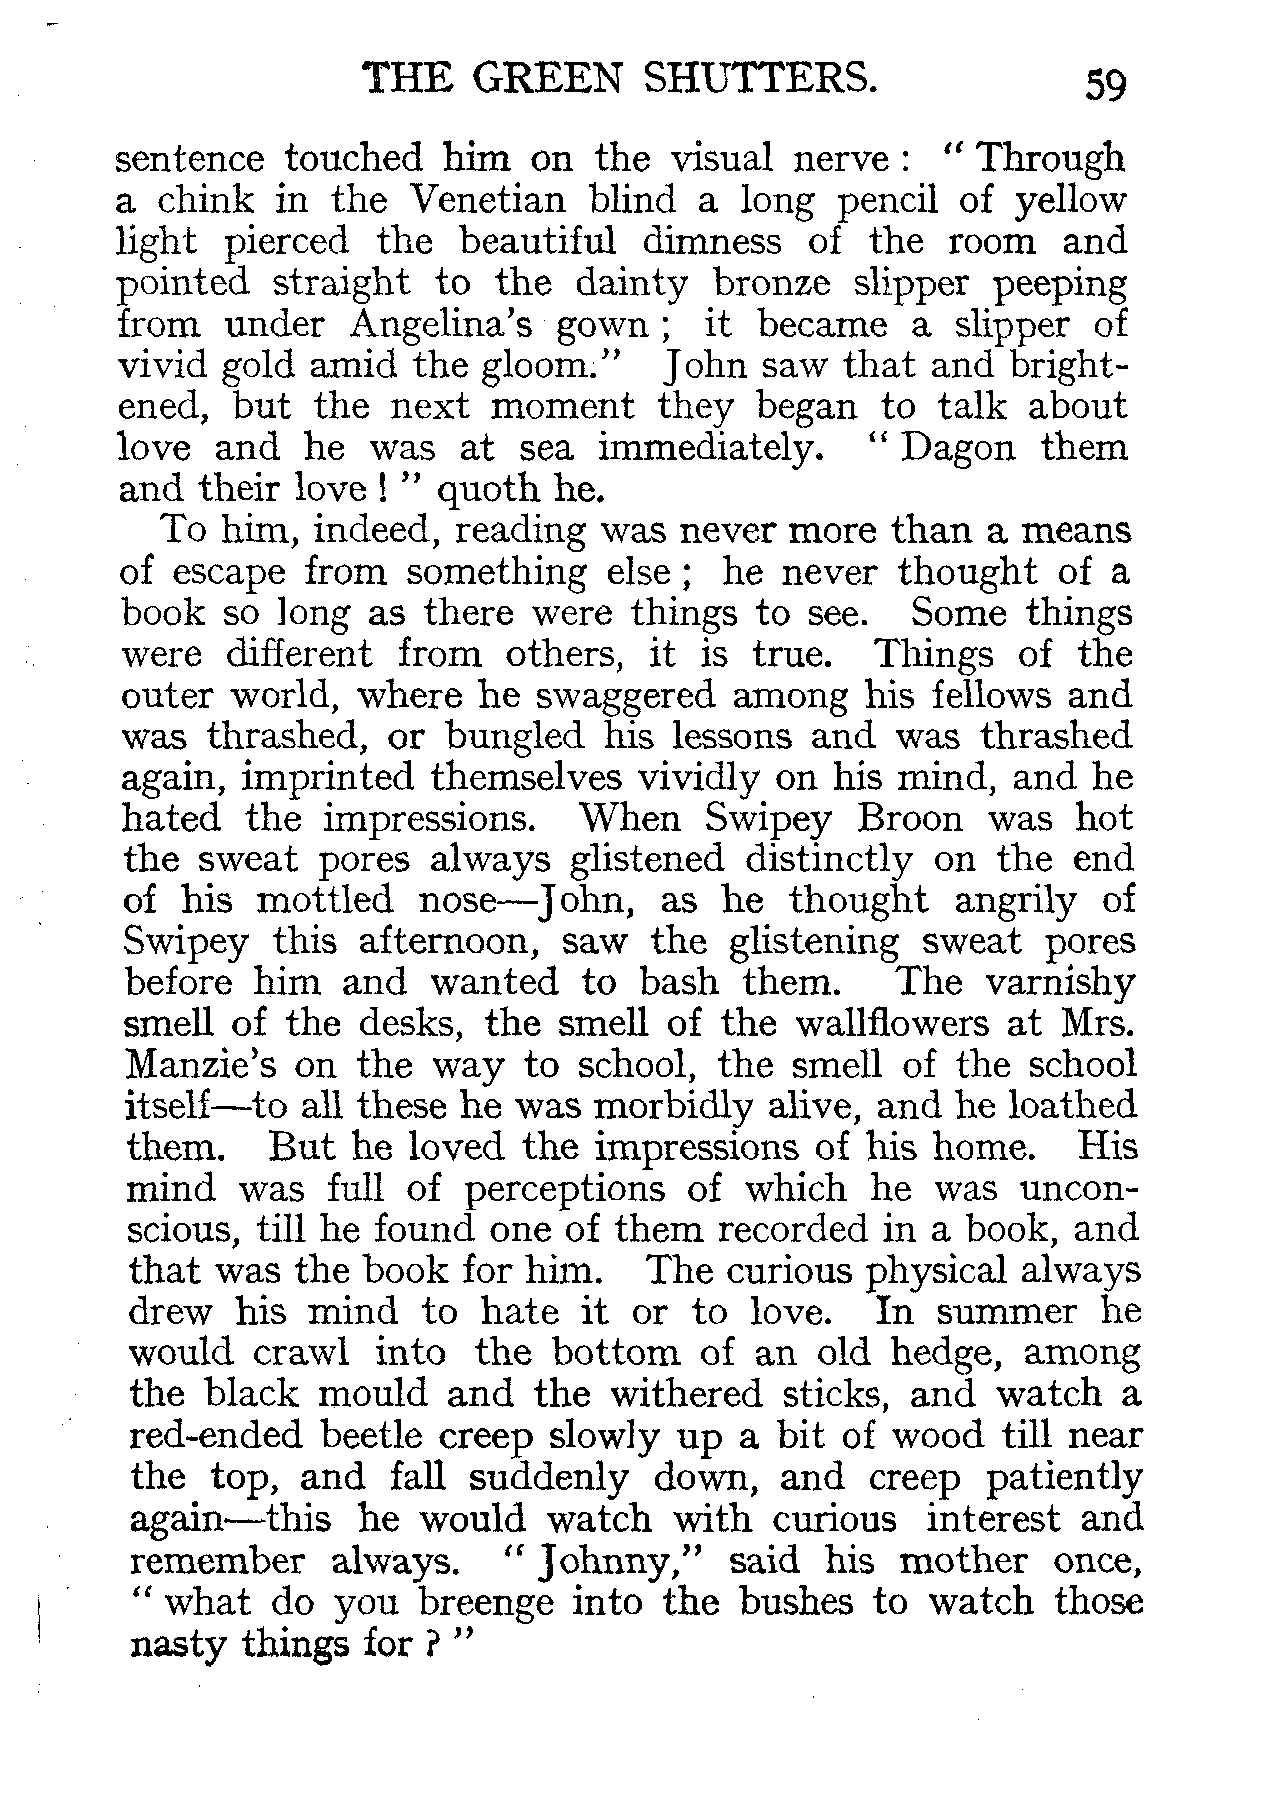 THE GREEN SHUTTERS. 59
sentence touched him on the visual nerve : “ Through
a chink in the Venetian blind a long pencil of yellow
light pierced the beautiful dimness of the room and
pointed straight to the dainty bronze slipper peeping
from under Angelina's gown ; it became a slipper of
vivid gold amid the gloom.” John saw that and bright-
ened, but the next moment they began to talk about
love and he was at sea immediately. “ Dagon them
and their love ! ” quoth he.
To him, indeed, reading was never more than a means
of escape from something else ; he never thought of a
book so long as there were things to see. Some things
were different from others, it is true. Things of the
outer world, where he swaggered among his fellows and
was thrashed, or bungled his lessons and was thrashed
again, imprinted themselves vividly on his mind, and he
hated the impressions. When Swipey Broon was hot
the sweat pores always glistened distinctly on the end
of his mottled nose—John, as he thought angrily of
Swipey this afternoon, saw the glistening sweat pores
before him and wanted to bash them. The varnishy
smell of the desks, the smell of the wallflowers at Mrs.
Manzie's on the way to school, the smell of the school
itself—to all these he was morbidly alive, and he loathed
them. But he loved the impressions of his home. His
mind was full of perceptions of which he was uncon-
scious, till he found one of them recorded in a book, and
that was the book for him. The curious physical always
drew his mind to hate it or to love. In summer he
would crawl into the bottom of an old hedge, among
the black mould and the withered sticks, and watch a
red-ended beetle creep slowly up a bit of wood till near
the top, and fall suddenly down, and creep patiently
again—this he would watch with curious interest and
remember always. “ Johnny,” said his mother once,
“ what do you breenge into the bushes to watch those
nasty things for ? ”